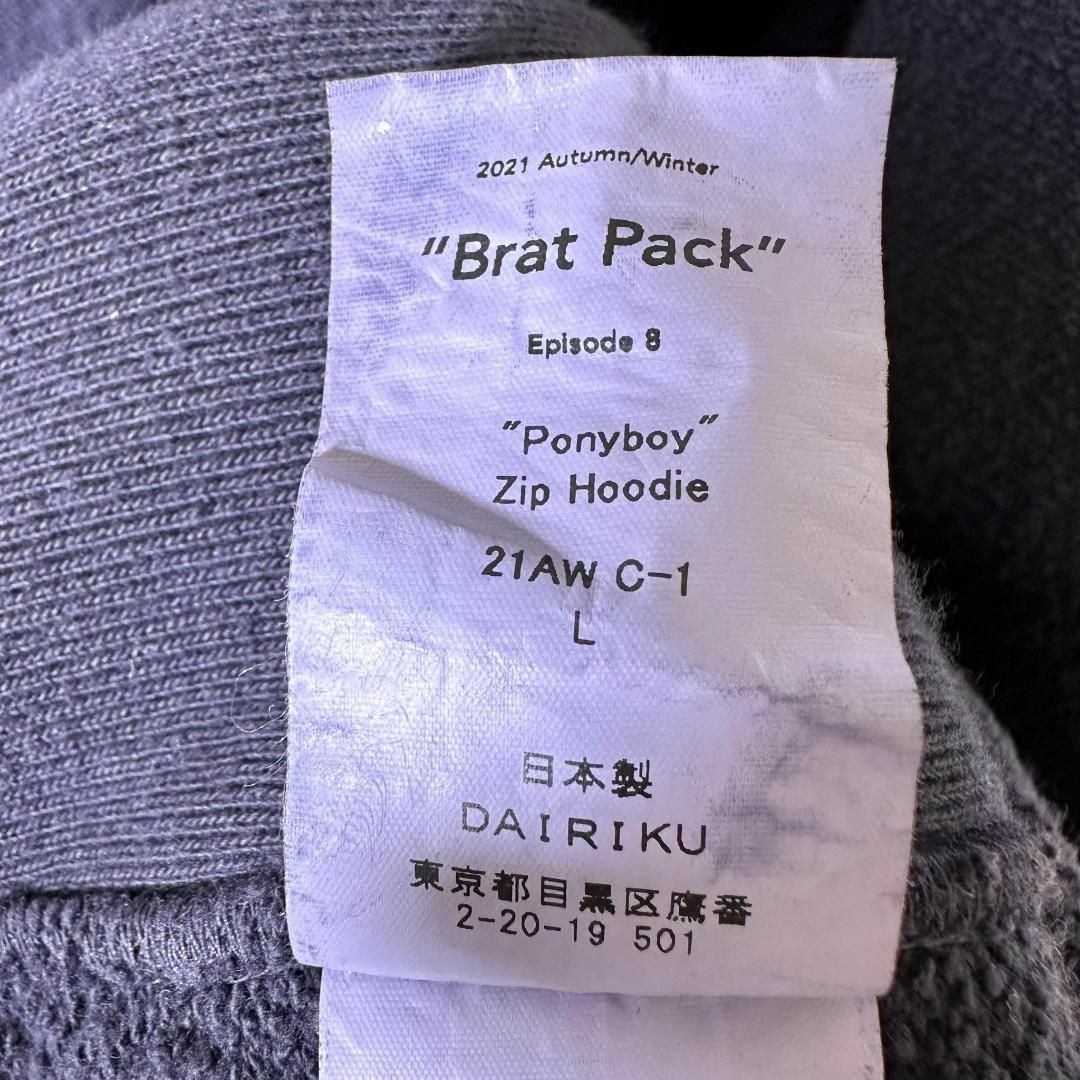 2021 Autumn/Winter
"Brat Pack"
Episode 8
"Ponyboy"
Zip Hoodie
21AW C-1
L
日本製
DAIRIKU
東京都目黒区鷹番
2-20-19 501